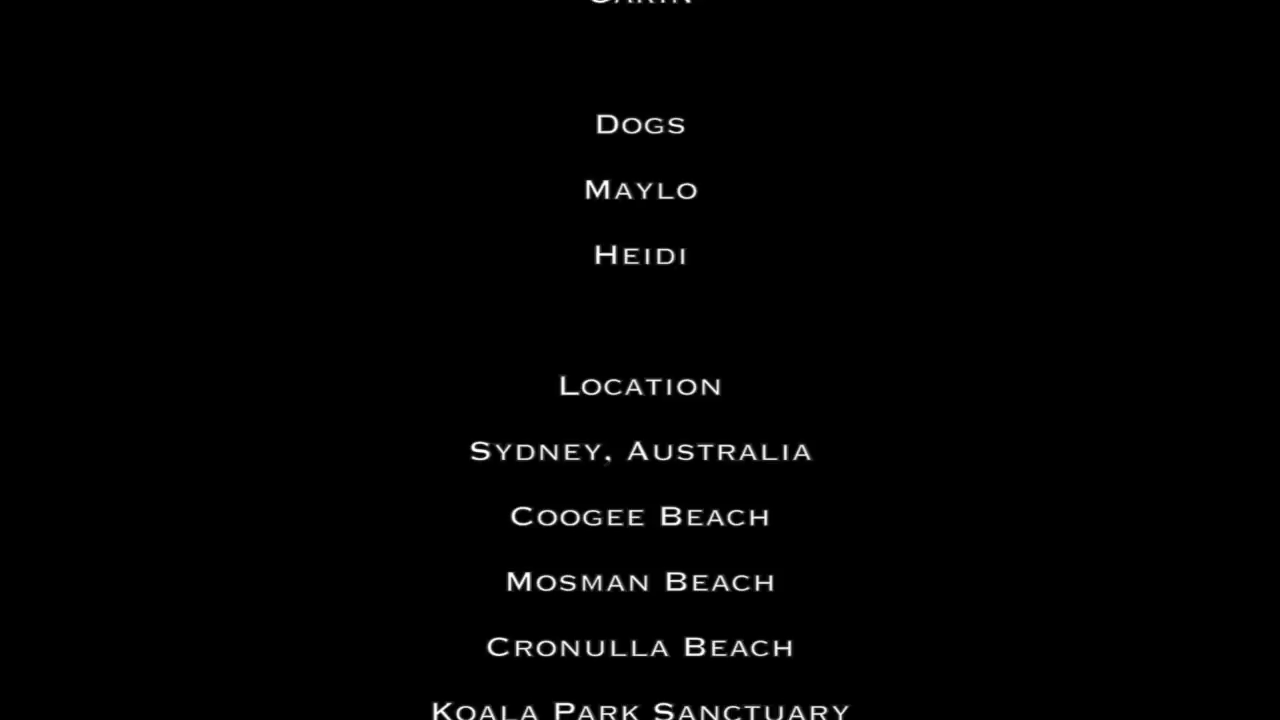 Dogs
Maylo
Heidi
Location
Sydney, Australia
Coogee Beach
Mosman Beach
Cronulla Beach
Koala Park Sanctuary